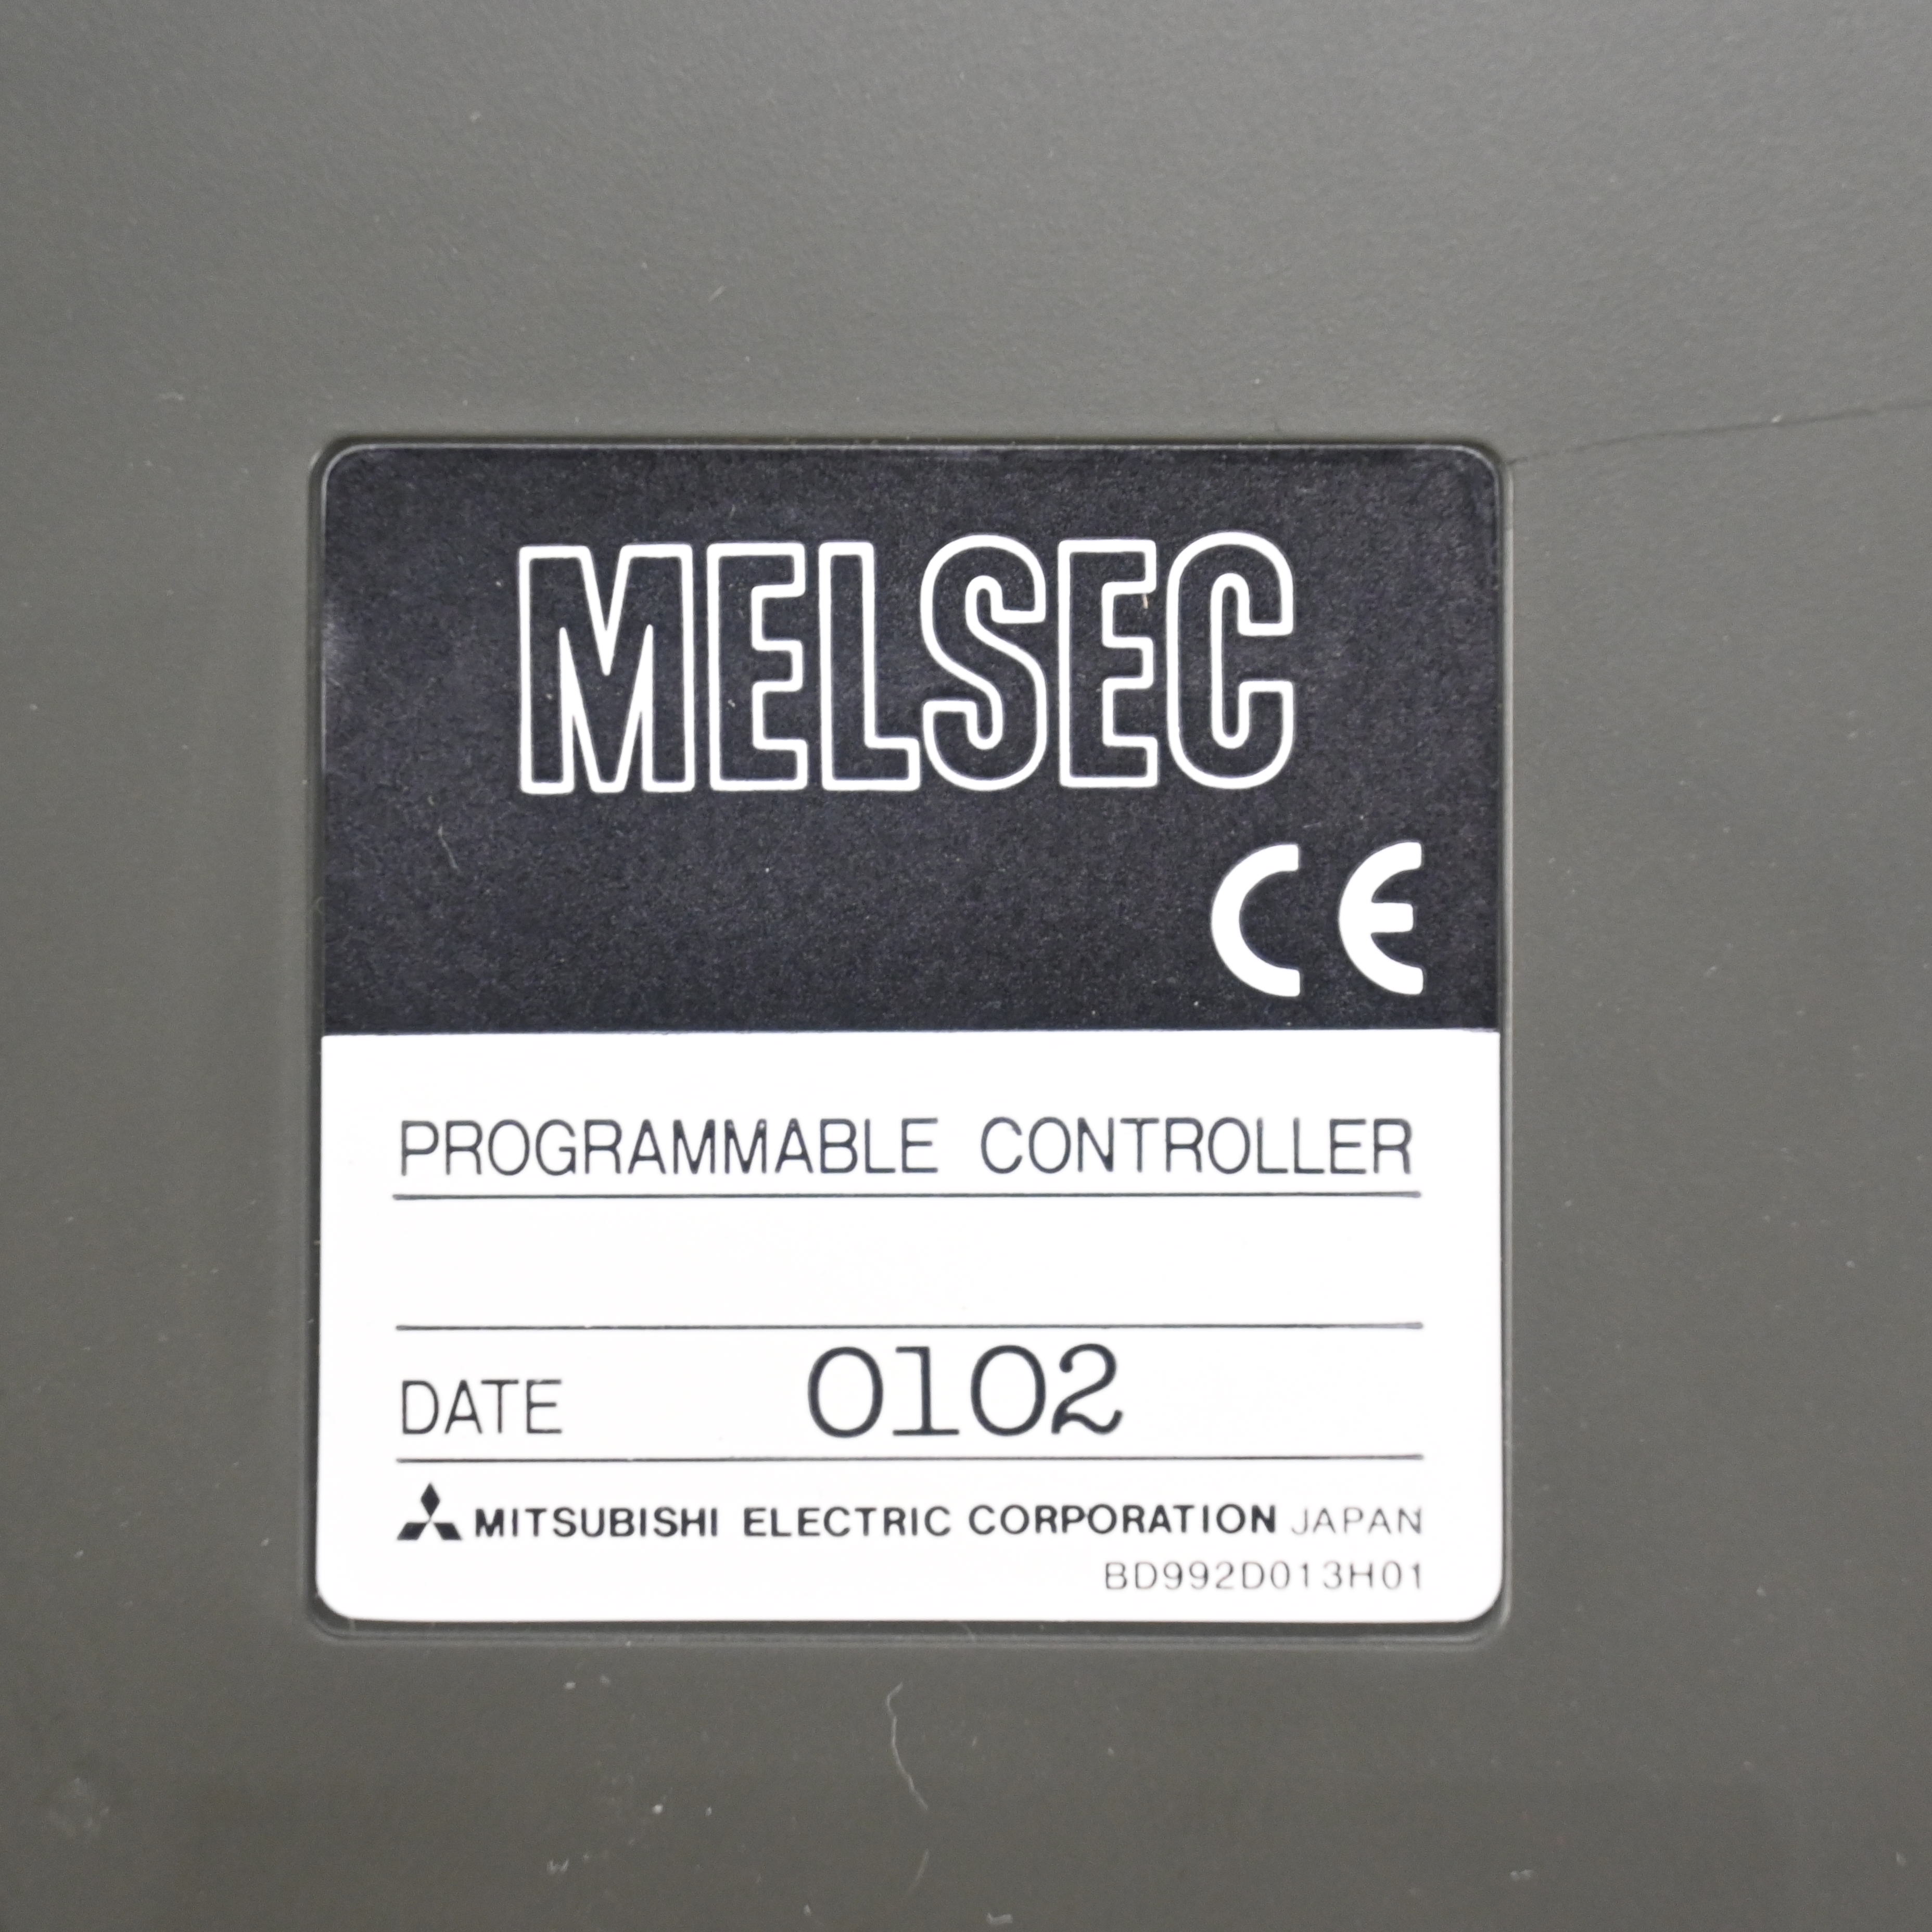 MELSEC
CE
PROGRAMMABLE CONTROLLER
DATE 0102
MITSUBISHI ELECTRIC CORPORATION JAPAN
BD992D013H01